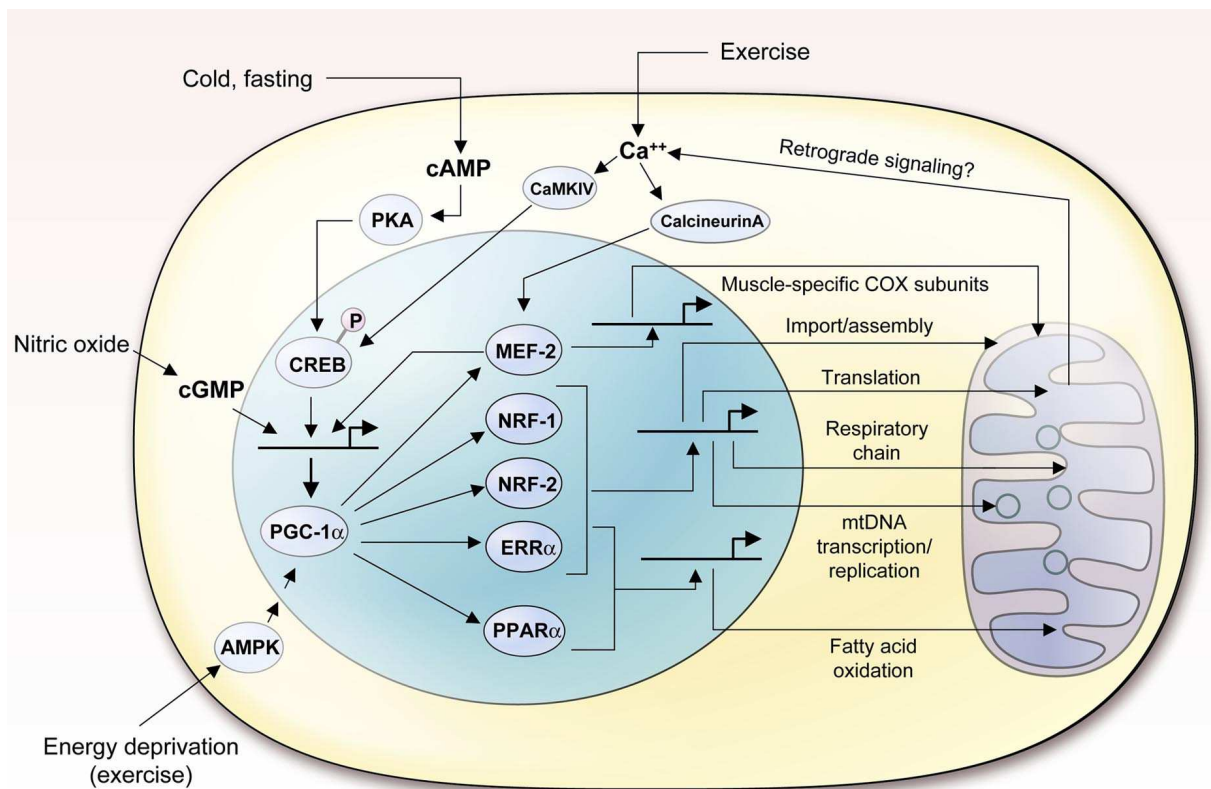 Exercise
Cold, fasting
Ca++
Retrograde signaling?
cAMP
CaMKIV
PKA
CalcineurinA
Muscle-specific COX subunits
P
Import/assembly
Nitric oxide
CREB
MEF-2
cGMP
Translation
NRF-1
Respiratory
chain
NRF-2
PGC-1α
ERRα
mtDNA
transcription/
replication
PPARα
AMPK
Fatty acid
oxidation
Energy deprivation
(exercise)